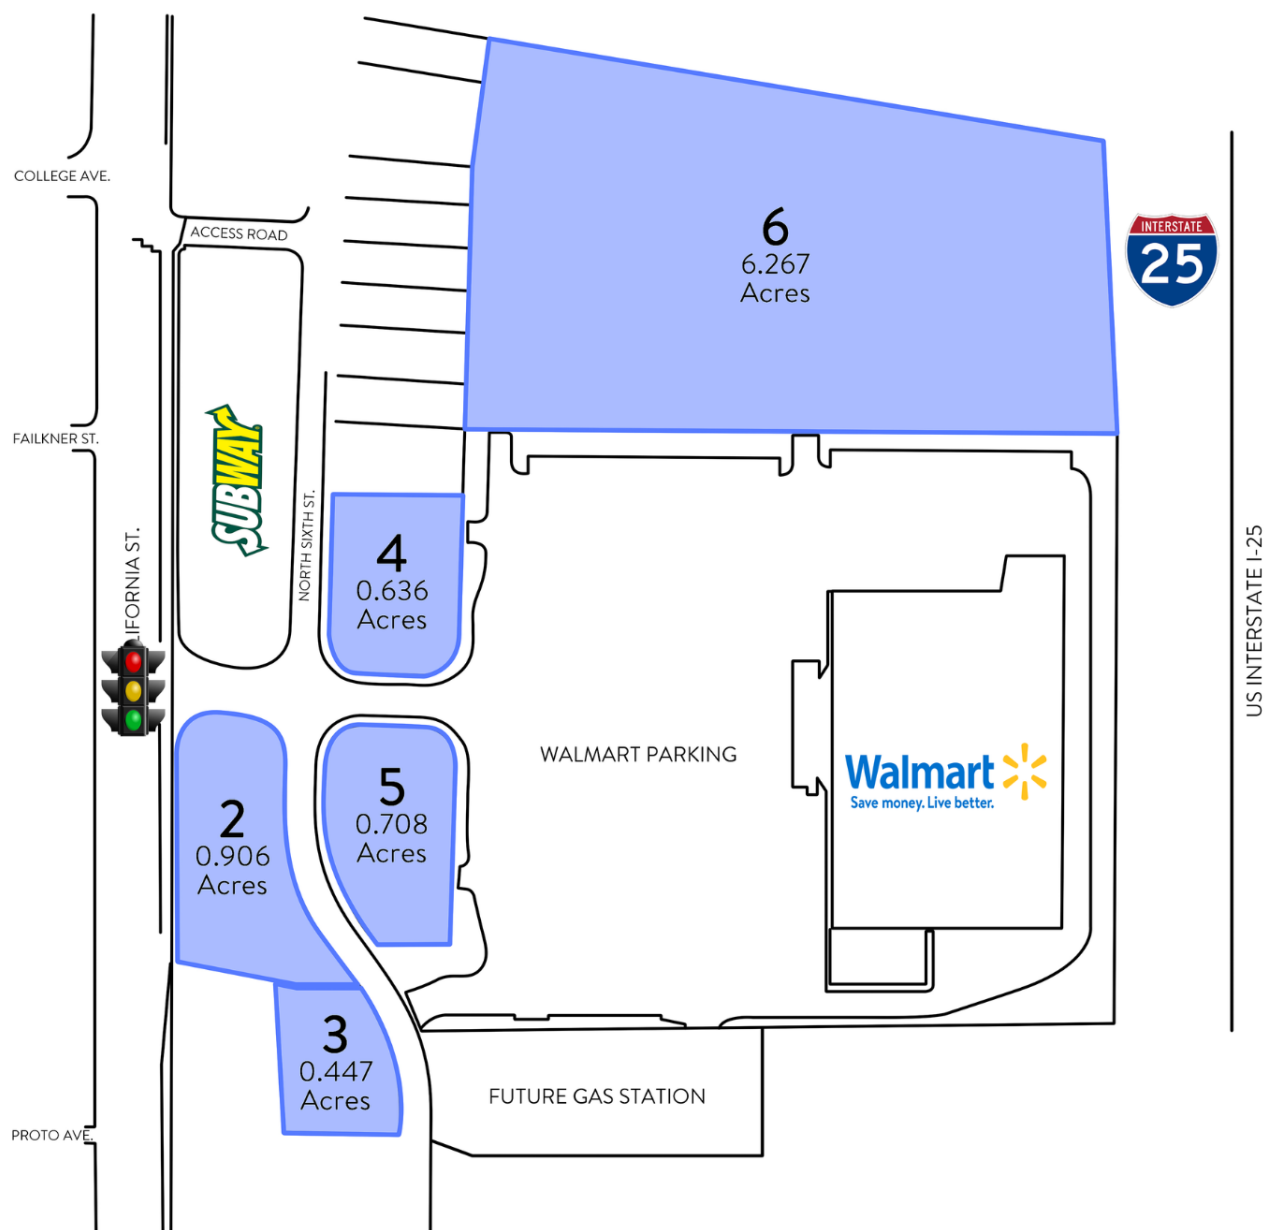 COLLEGE AVE.
ACCESS ROAD
6
6.267
Acres
INTERSTATE
25
FAILKNER ST.
SUBWAY
NORTH SIXTH ST.
4
0.636
Acres
LIFORNIA ST.
US INTERSTATE I-25
WALMART PARKING
Walmart
Save money. Live better.
5
0.708
Acres
2
0.906
Acres
3
0.447
Acres
FUTURE GAS STATION
PROTO AVE.